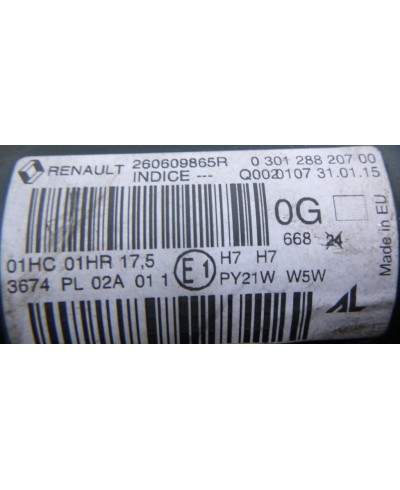 RENAULT 260609865R 0 301 288 207 00
INDICE --- Q0020107 31.01.15
0G
668 24
Made in EU
01HC 01HR 17,5 E1 H7 H7
3674 PL 02A 01 1 PY21W W5W
AL